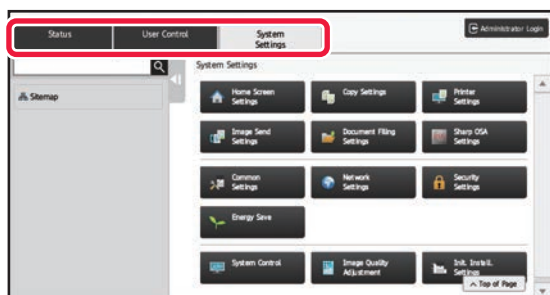 Status
User Control
System
Settings
Administrator Login
System Settings
Sitemap
Home Screen
Settings
Copy Settings
Printer
Settings
Image Send
Settings
Document Filing
Settings
Sharp OSA
Settings
Common
Settings
Network
Settings
Security
Settings
Energy Save
System Control
Image Quality
Adjustment
Init. Install.
Settings
Top of Page